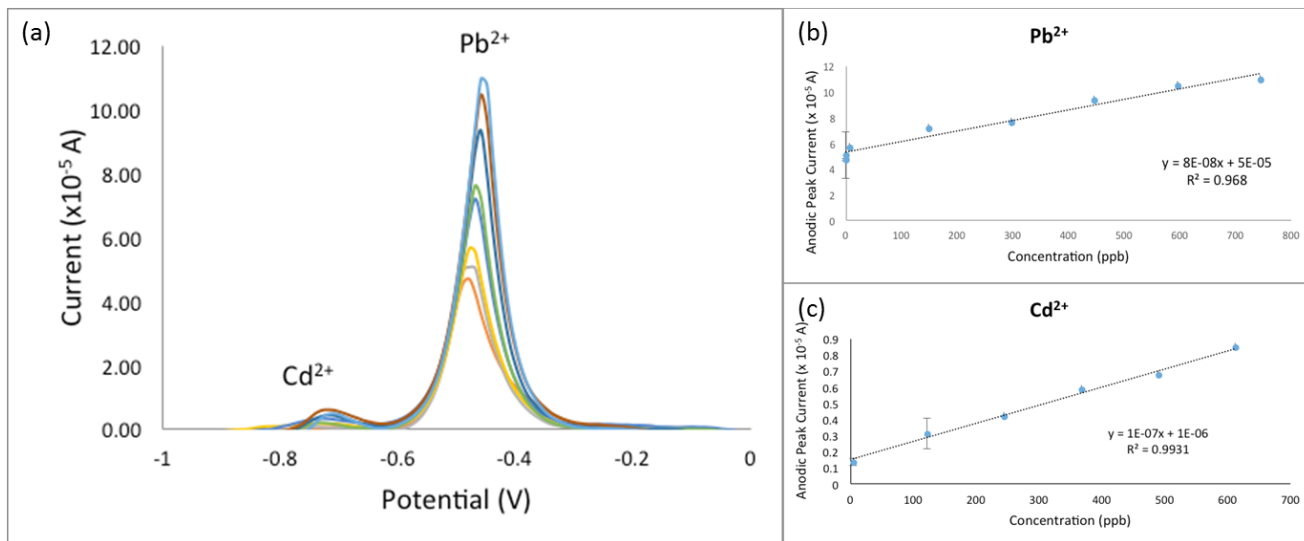 (a)
Pb²⁺
Cd²⁺
Current (x10⁻⁵ A)
12.00
10.00
8.00
6.00
4.00
2.00
0.00
-1 -0.8 -0.6 -0.4 -0.2 0
Potential (V)
(b)
Pb²⁺
Anodic Peak Current (x 10⁻⁵ A)
12
10
8
6
4
2
0
y = 8E-08x + 5E-05
R² = 0.968
0 100 200 300 400 500 600 700 800
Concentration (ppb)
(c)
Cd²⁺
Anodic Peak Current (x 10⁻⁵ A)
0.9
0.8
0.7
0.6
0.5
0.4
0.3
0.2
0.1
0
y = 1E-07x + 1E-06
R² = 0.9931
0 100 200 300 400 500 600 700
Concentration (ppb)